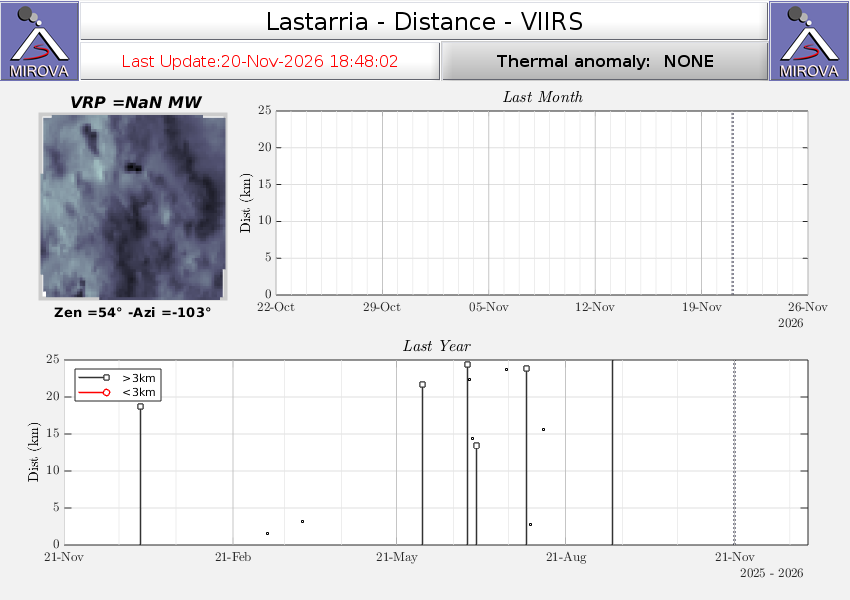 MIROVA
Lastarria - Distance - VIIRS
MIROVA
Last Update:20-Nov-2026 18:48:02
Thermal anomaly: NONE
VRP =NaN MW
Zen =54° -Azi =-103°
Last Month
Dist (km)
25
20
15
10
5
0
22-Oct
29-Oct
05-Nov
12-Nov
19-Nov
26-Nov
2026
Last Year
Dist (km)
25
20
15
10
5
0
>3km
<3km
21-Nov
21-Feb
21-May
21-Aug
21-Nov
2025 - 2026